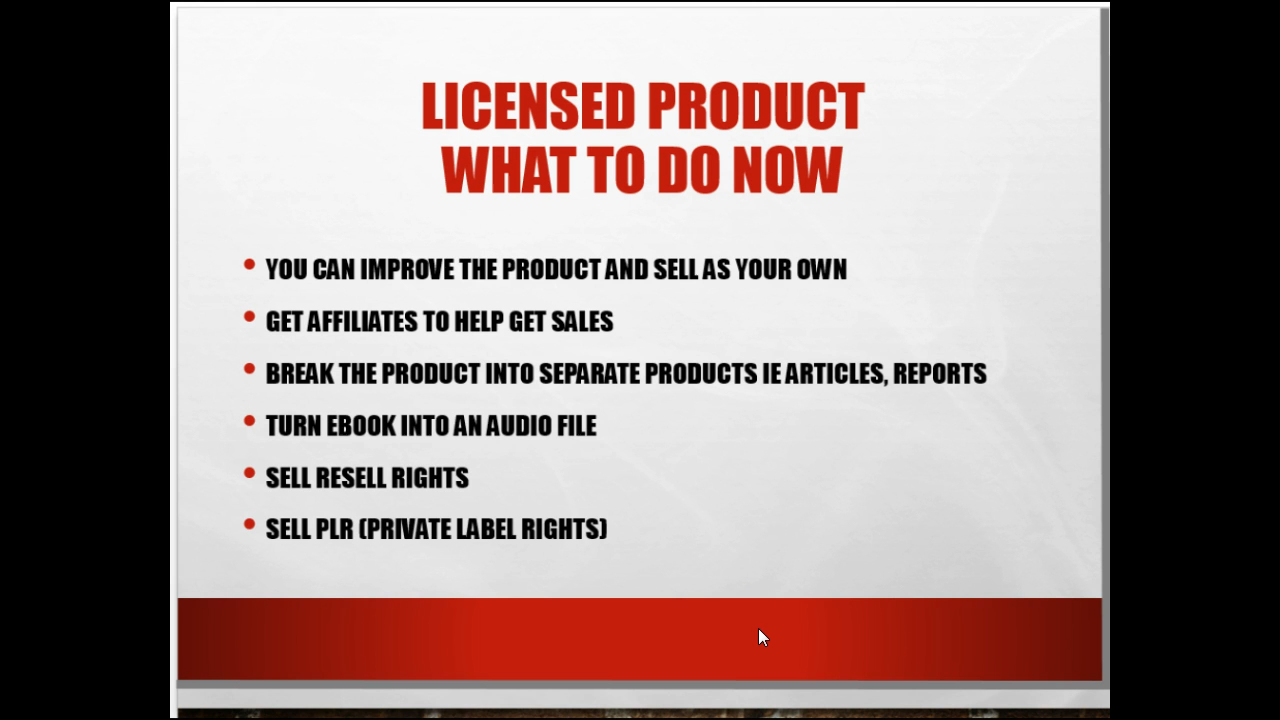 LICENSED PRODUCT
WHAT TO DO NOW
• YOU CAN IMPROVE THE PRODUCT AND SELL AS YOUR OWN
• GET AFFILIATES TO HELP GET SALES
• BREAK THE PRODUCT INTO SEPARATE PRODUCTS IE ARTICLES, REPORTS
• TURN EBOOK INTO AN AUDIO FILE
• SELL RESELL RIGHTS
• SELL PLR (PRIVATE LABEL RIGHTS)